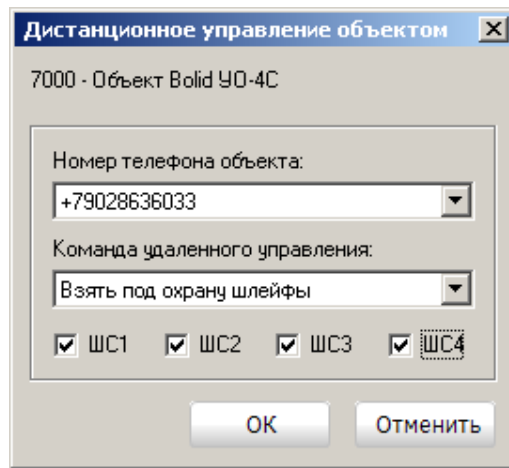 Дистанционное управление объектом
7000 - Объект Bolid УО-4С
Номер телефона объекта:
+79028636033
Команда удаленного управления:
Взять под охрану шлейфы
ШС1 ШС2 ШС3 ШС4
ОК Отменить